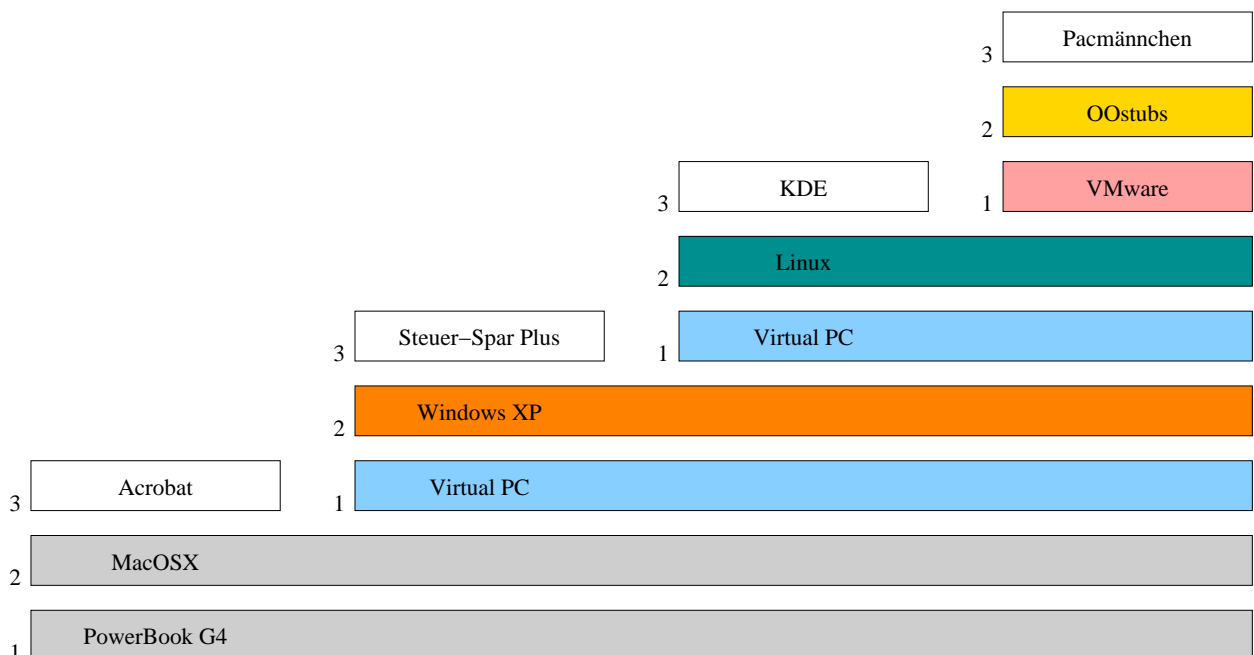 Pacmännchen
3
OOstubs
2
KDE
VMware
3
1
Linux
2
Steuer–Spar Plus
Virtual PC
3
1
Windows XP
2
Acrobat
Virtual PC
3
1
MacOSX
2
PowerBook G4
1